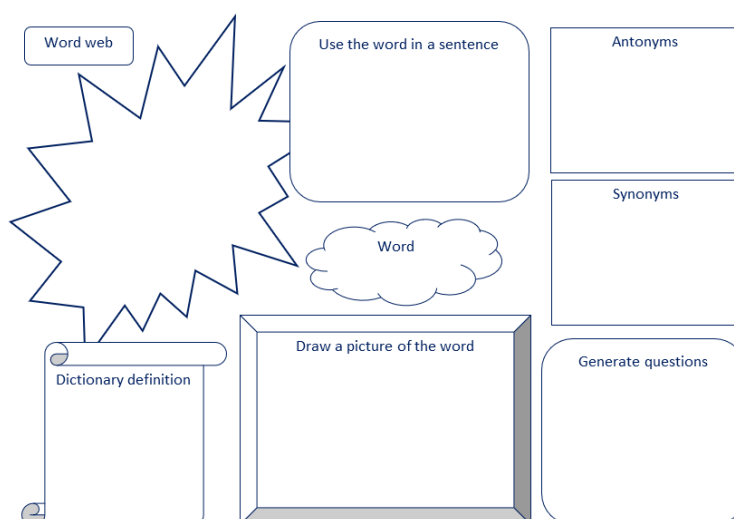 Word web
Use the word in a sentence
Antonyms
Synonyms
Word
Dictionary definition
Draw a picture of the word
Generate questions